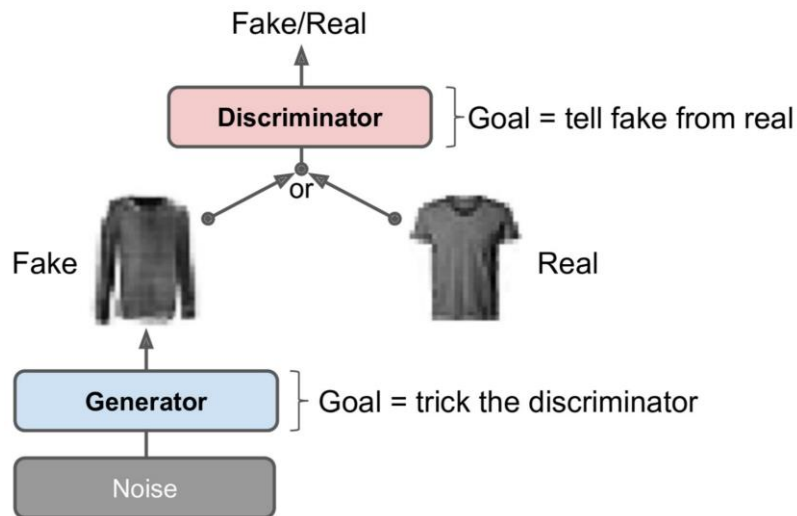 Fake/Real
Discriminator
Goal = tell fake from real
or
Fake
Real
Generator
Goal = trick the discriminator
Noise